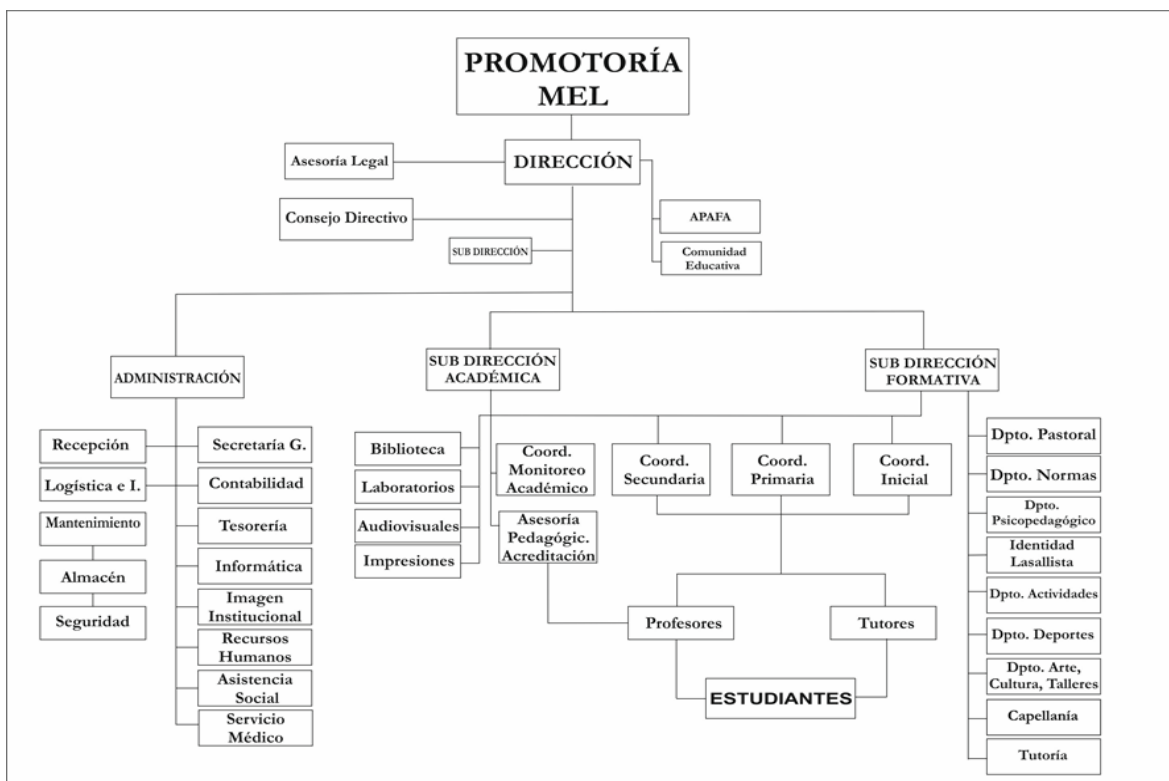 PROMOTORÍA
MEL
DIRECCIÓN
Asesoría Legal
Consejo Directivo
SUB DIRECCIÓN
APAFA
Comunidad
Educativa
ADMINISTRACIÓN
SUB DIRECCIÓN
ACADÉMICA
SUB DIRECCIÓN
FORMATIVA
Recepción
Logística e I.
Mantenimiento
Almacén
Seguridad
Secretaría G.
Contabilidad
Tesorería
Informática
Imagen
Institucional
Recursos
Humanos
Asistencia
Social
Servicio
Médico
Biblioteca
Laboratorios
Audiovisuales
Impresiones
Coord.
Monitoreo
Académico
Asesoría
Pedagógic.
Acreditación
Coord.
Secundaria
Coord.
Primaria
Coord.
Inicial
Profesores
Tutores
ESTUDIANTES
Dpto. Pastoral
Dpto. Normas
Dpto.
Psicopedagógico
Identidad
Lasallista
Dpto. Actividades
Dpto. Deportes
Dpto. Arte,
Cultura, Talleres
Capellanía
Tutoría